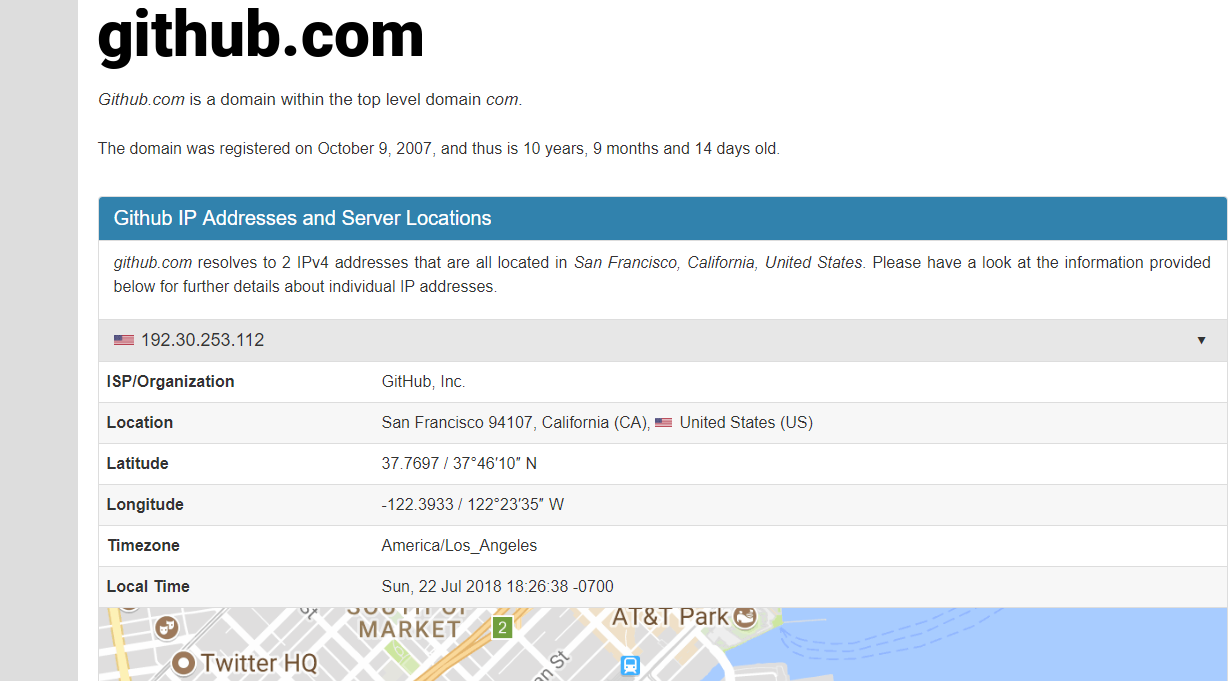 github.com
Github.com is a domain within the top level domain com.
The domain was registered on October 9, 2007, and thus is 10 years, 9 months and 14 days old.
Github IP Addresses and Server Locations
github.com resolves to 2 IPv4 addresses that are all located in San Francisco, California, United States. Please have a look at the information provided
below for further details about individual IP addresses.
192.30.253.112 ▼
ISP/Organization GitHub, Inc.
Location San Francisco 94107, California (CA), United States (US)
Latitude 37.7697 / 37°46′10″ N
Longitude -122.3933 / 122°23′35″ W
Timezone America/Los_Angeles
Local Time Sun, 22 Jul 2018 18:26:38 -0700
SOUTH OF
MARKET
2
AT&T Park
Twitter HQ